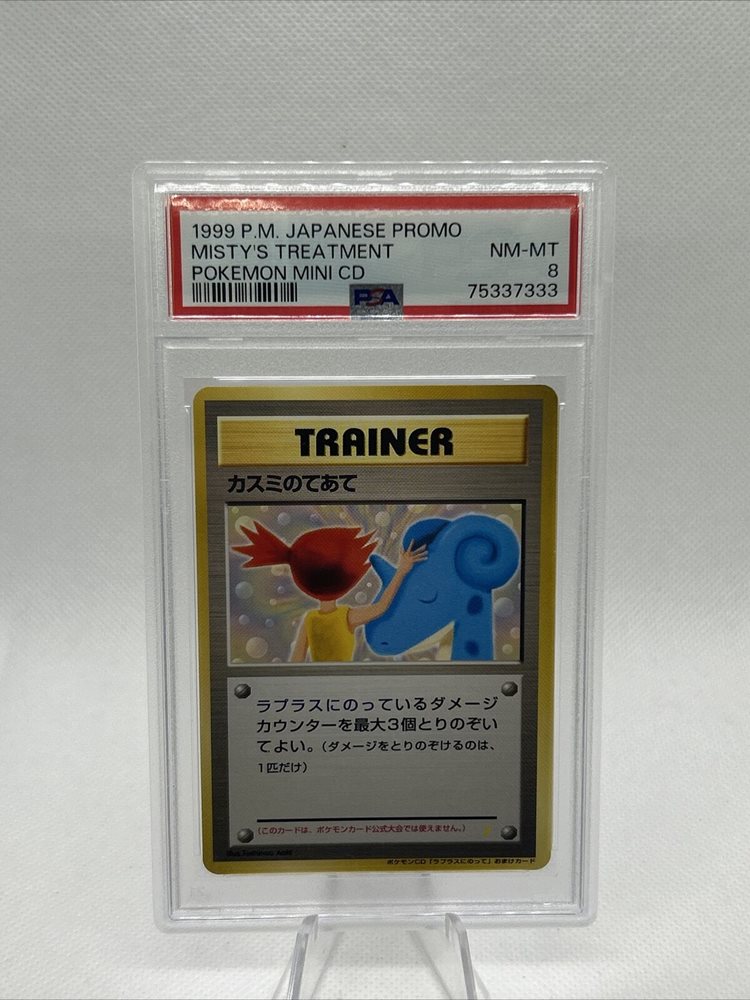 1999 P.M. JAPANESE PROMO
MISTY'S TREATMENT NM-MT
POKEMON MINI CD 8
PSA 75337333
TRAINER
カスミのてあて
ラプラスにのっているダメージ
カウンターを最大3個とりのぞい
てよい。(ダメージをとりのぞけるのは、
1匹だけ)
(このカードは、ポケモンカード公式大会では使えません。)
Illus. Toshinao Aoki
ポケモンCD「ラプラスにのって」おまけカード